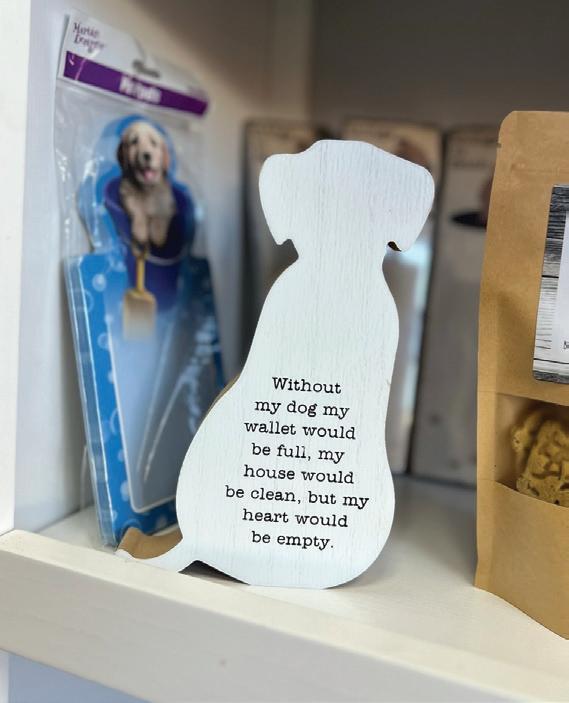 Without
my dog my
wallet would
be full, my
house would
be clean, but my
heart would
be empty.